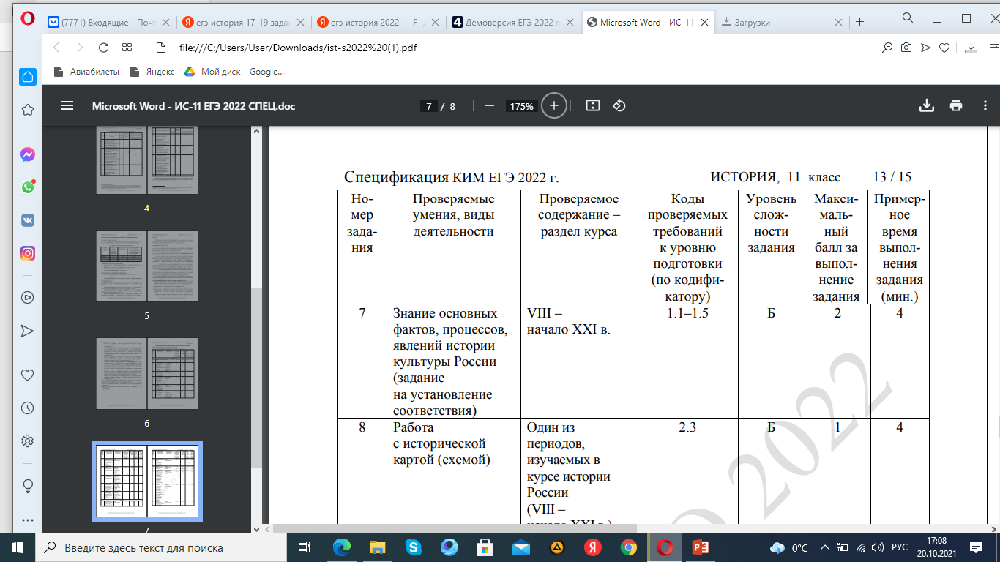 (7771) Входящие - Почт
егэ история 17-19 зада
егэ история 2022 — Янд
Демоверсия ЕГЭ 2022 п
Microsoft Word - ИС-11
Загрузки
file:///C:/Users/User/Downloads/ist-s2022%20(1).pdf
Авиабилеты
Яндекс
Мой диск – Google...
Microsoft Word - ИС-11 ЕГЭ 2022 СПЕЦ.doc
7 / 8
175%
4
5
6
7
Спецификация КИМ ЕГЭ 2022 г.
ИСТОРИЯ, 11 класс
13 / 15
Но-
мер
зада-
ния
Проверяемые
умения, виды
деятельности
Проверяемое
содержание –
раздел курса
Коды
проверяемых
требований
к уровню
подготовки
(по кодифи-
катору)
Уровень
слож-
ности
задания
Макси-
маль-
ный
балл за
выпол-
нение
задания
Пример-
ное
время
выпол-
нения
задания
(мин.)
7
Знание основных
фактов, процессов,
явлений истории
культуры России
(задание
на установление
соответствия)
VIII –
начало XXI в.
1.1–1.5
Б
2
4
8
Работа
с исторической
картой (схемой)
Один из
периодов,
изучаемых в
курсе истории
России
(VIII –
начало XXI в.)
2.3
Б
1
4
2022
Введите здесь текст для поиска
0°C
РУС
17:08
20.10.2021